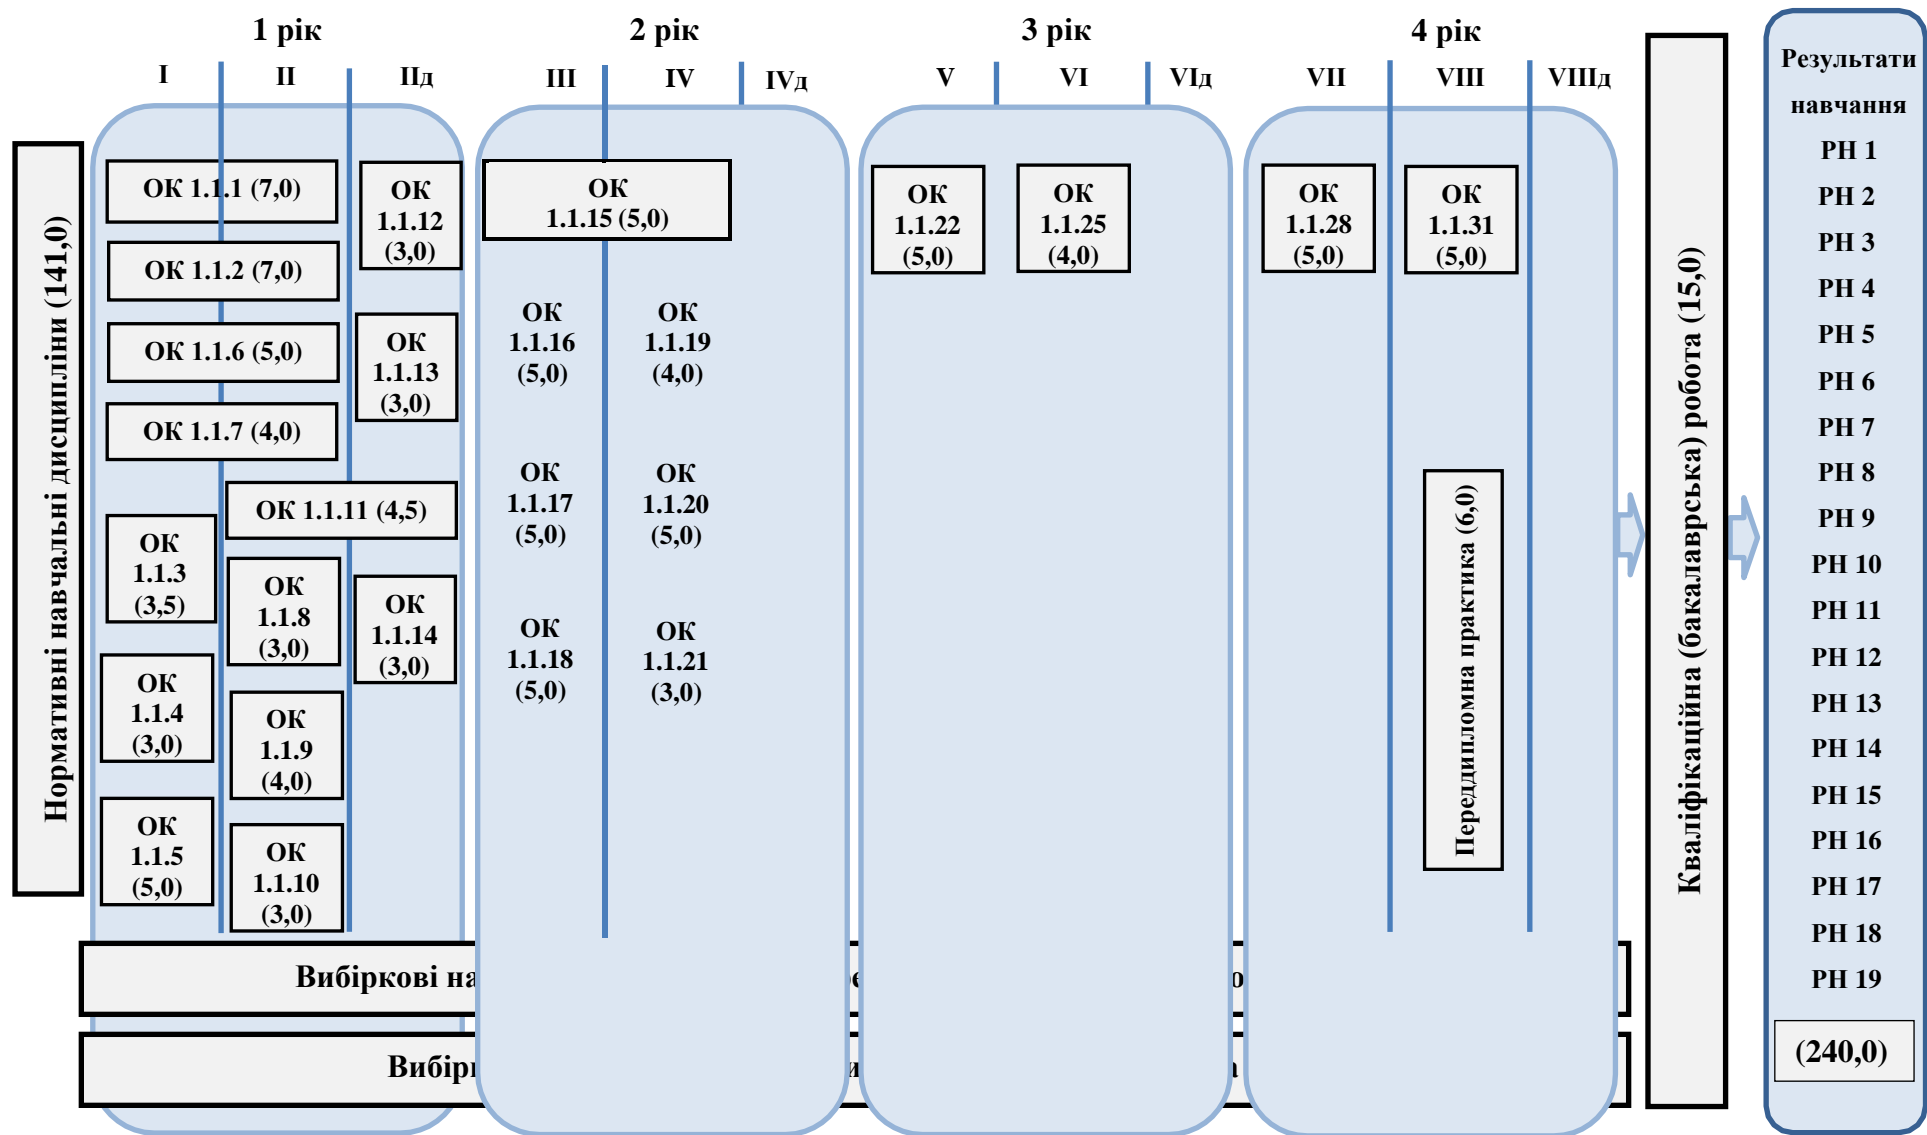 1 рік
2 рік
3 рік
4 рік
I
II
IIд
III
IV
IVд
V
VI
VIд
VII
VIII
VIIIд
Нормативні навчальні дисципліни (141,0)
ОК 1.1.1 (7,0)
ОК 1.1.2 (7,0)
ОК 1.1.6 (5,0)
ОК 1.1.7 (4,0)
ОК 1.1.11 (4,5)
ОК
1.1.3
(3,5)
ОК
1.1.4
(3,0)
ОК
1.1.5
(5,0)
ОК
1.1.8
(3,0)
ОК
1.1.9
(4,0)
ОК
1.1.10
(3,0)
ОК
1.1.12
(3,0)
ОК
1.1.13
(3,0)
ОК
1.1.14
(3,0)
ОК
1.1.15 (5,0)
ОК
1.1.16
(5,0)
ОК
1.1.17
(5,0)
ОК
1.1.18
(5,0)
ОК
1.1.19
(4,0)
ОК
1.1.20
(5,0)
ОК
1.1.21
(3,0)
ОК
1.1.22
(5,0)
ОК
1.1.25
(4,0)
ОК
1.1.28
(5,0)
ОК
1.1.31
(5,0)
Переддипломна практика (6,0)
Вибіркові
Кваліфікаційна (бакалаврська) робота (15,0)
Результати
навчання
РН 1
РН 2
РН 3
РН 4
РН 5
РН 6
РН 7
РН 8
РН 9
РН 10
РН 11
РН 12
РН 13
РН 14
РН 15
РН 16
РН 17
РН 18
РН 19
(240,0)